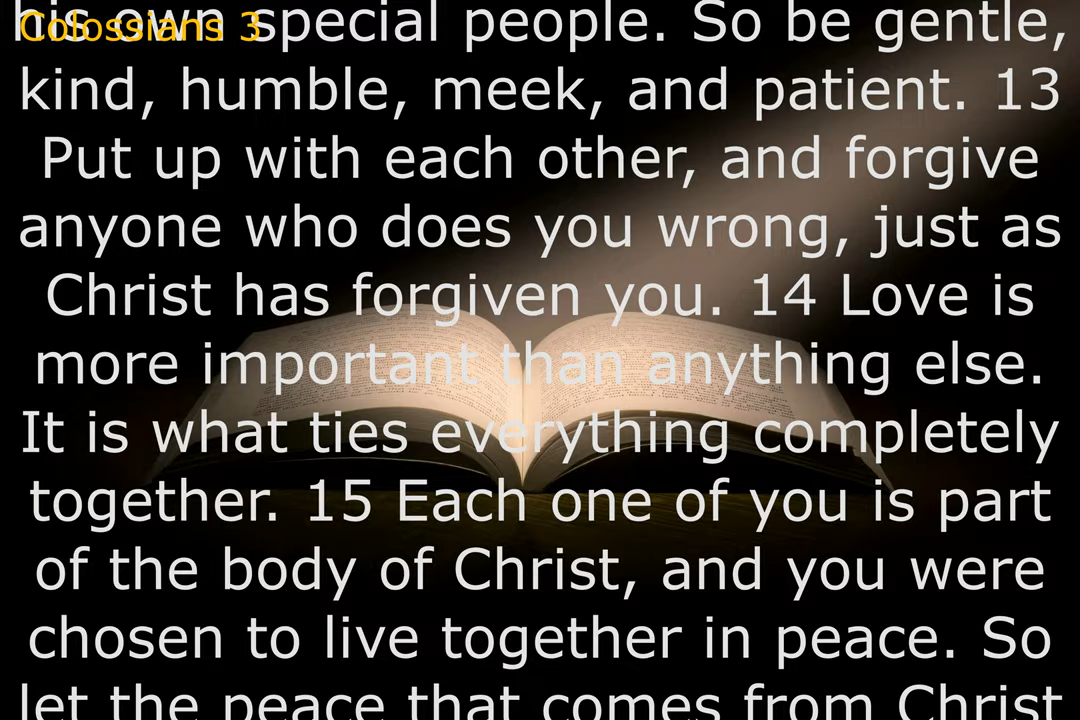 Colossians 3
his own special people. So be gentle,
kind, humble, meek, and patient. 13
Put up with each other, and forgive
anyone who does you wrong, just as
Christ has forgiven you. 14 Love is
more important than anything else.
It is what ties everything completely
together. 15 Each one of you is part
of the body of Christ, and you were
chosen to live together in peace. So
let the peace that comes from Christ